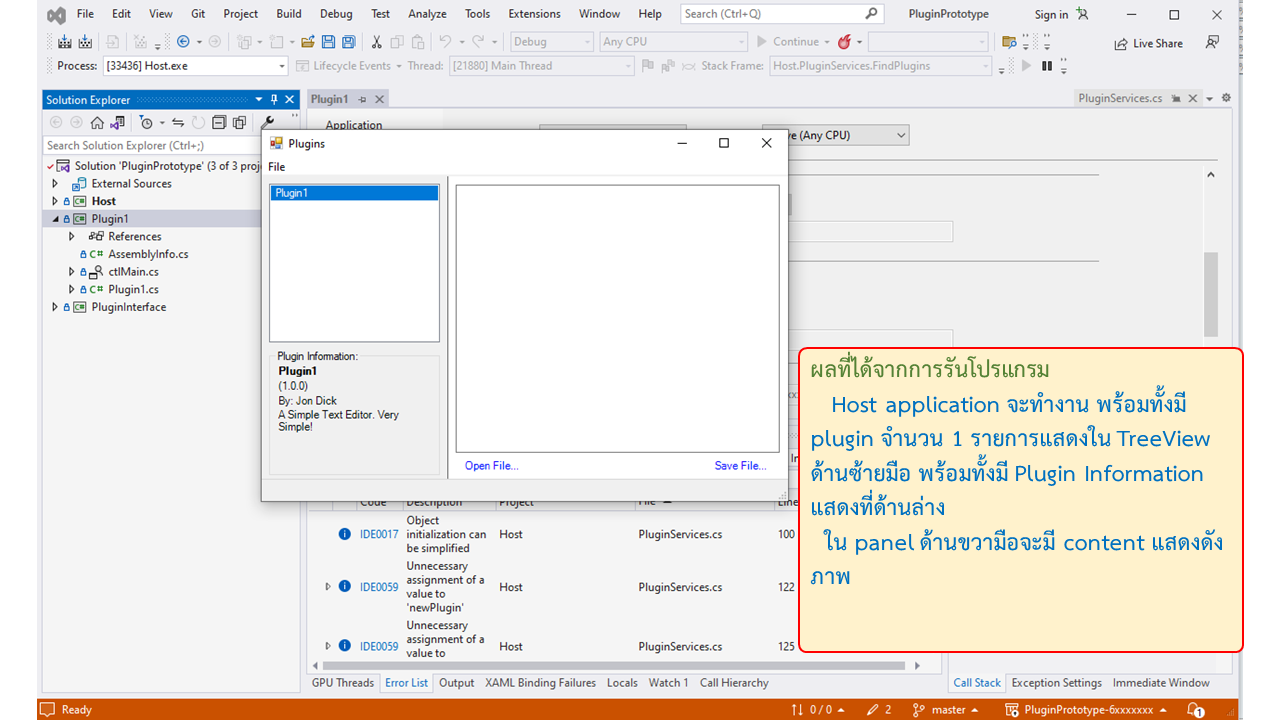 File Edit View Git Project Build Debug Test Analyze Tools Extensions Window Help Search (Ctrl+Q) PluginPrototype Sign in
Debug Any CPU Continue Live Share
Process: [33436] Host.exe Lifecycle Events Thread: [21880] Main Thread Stack Frame: Host.PluginServices.FindPlugins
Solution Explorer
Search Solution Explorer (Ctrl+;)
Solution 'PluginPrototype' (3 of 3 proj
External Sources
Host
Plugin1
References
AssemblyInfo.cs
ctlMain.cs
Plugin1.cs
PluginInterface
Plugin1
PluginServices.cs
Application
(Any CPU)
Plugins
File
Plugin1
Plugin Information:
Plugin1
(1.0.0)
By: Jon Dick
A Simple Text Editor. Very
Simple!
Open File...
Save File...
Code Description Project File Line
IDE0017 Object initialization can be simplified Host PluginServices.cs 100
IDE0059 Unnecessary assignment of a value to 'newPlugin' Host PluginServices.cs 122
IDE0059 Unnecessary assignment of a value to Host PluginServices.cs 125
ผลที่ได้จากการรันโปรแกรม
Host application จะทำงาน พร้อมทั้งมี
plugin จำนวน 1 รายการแสดงใน TreeView
ด้านซ้ายมือ พร้อมทั้งมี Plugin Information
แสดงที่ด้านล่าง
ใน panel ด้านขวามือจะมี content แสดงดัง
ภาพ
GPU Threads Error List Output XAML Binding Failures Locals Watch 1 Call Hierarchy
Call Stack Exception Settings Immediate Window
Ready 0 / 0 2 master PluginPrototype-6xxxxxxx 1